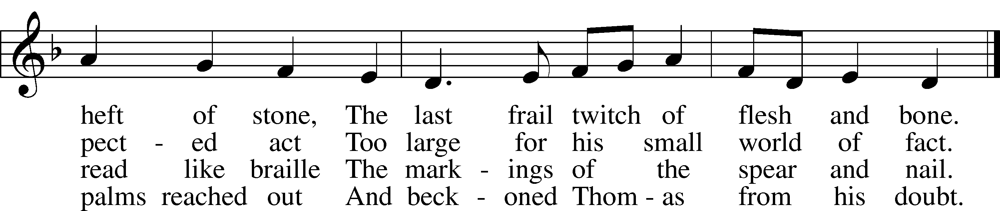 heft of stone, The last frail twitch of flesh and bone.
pect - ed act Too large for his small world of fact.
read like braille The mark - ings of the spear and nail.
palms reached out And beck - oned Thom - as from his doubt.